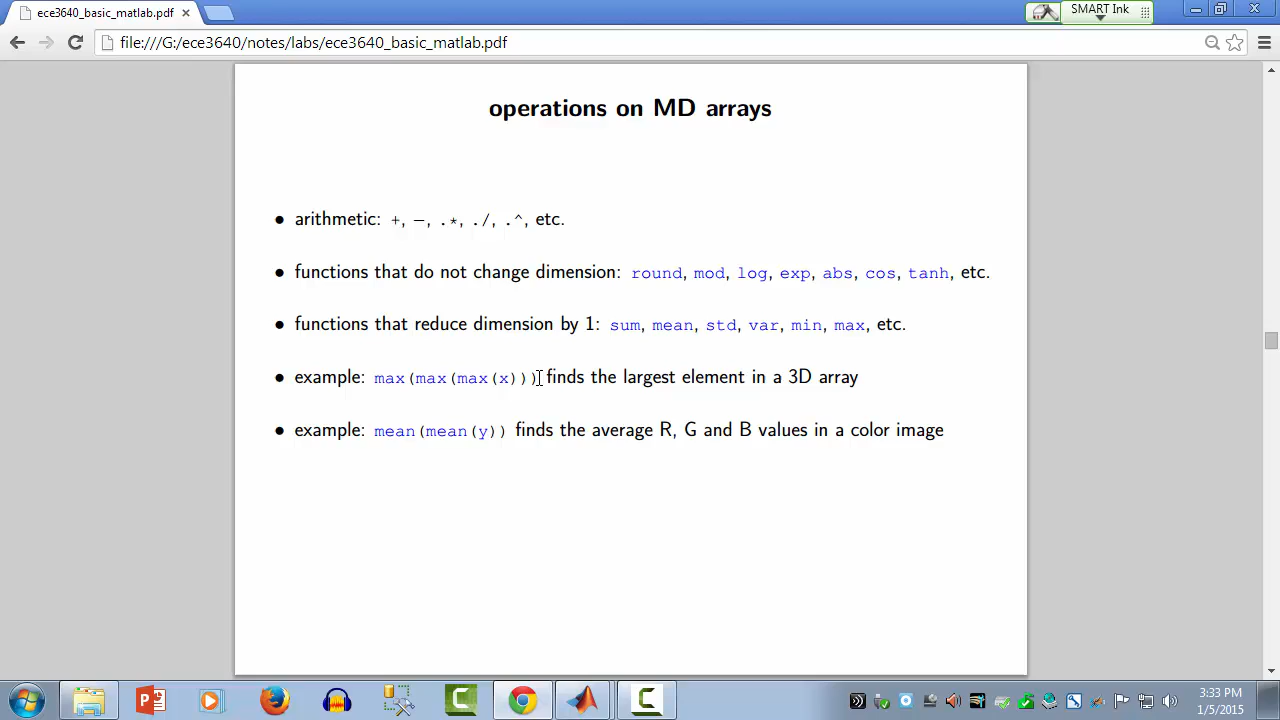 ece3640_basic_matlab.pdf
SMART Ink
file:///G:/ece3640/notes/labs/ece3640_basic_matlab.pdf
operations on MD arrays
• arithmetic: +, −, .*, ./, .^, etc.
• functions that do not change dimension: round, mod, log, exp, abs, cos, tanh, etc.
• functions that reduce dimension by 1: sum, mean, std, var, min, max, etc.
• example: max(max(max(x))) finds the largest element in a 3D array
• example: mean(mean(y)) finds the average R, G and B values in a color image
3:33 PM
1/5/2015